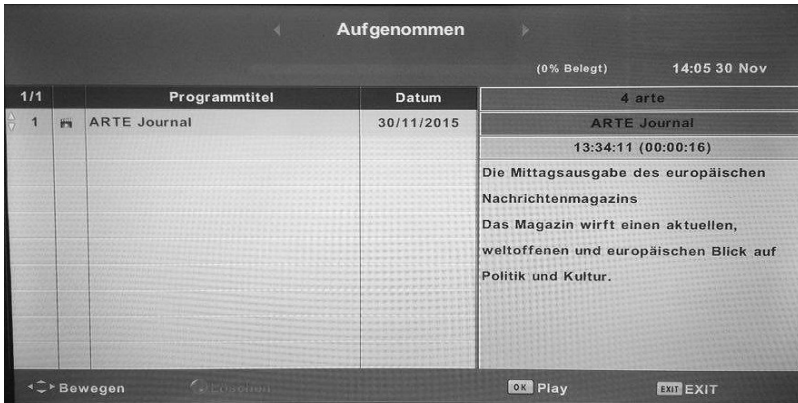 Aufgenommen
(0% Belegt)
14:05 30 Nov
1/1 Programmtitel Datum
1 ARTE Journal 30/11/2015
4 arte
ARTE Journal
13:34:11 (00:00:16)
Die Mittagsausgabe des europäischen
Nachrichtenmagazins
Das Magazin wirft einen aktuellen,
weltoffenen und europäischen Blick auf
Politik und Kultur.
Bewegen Löschen OK Play EXIT EXIT